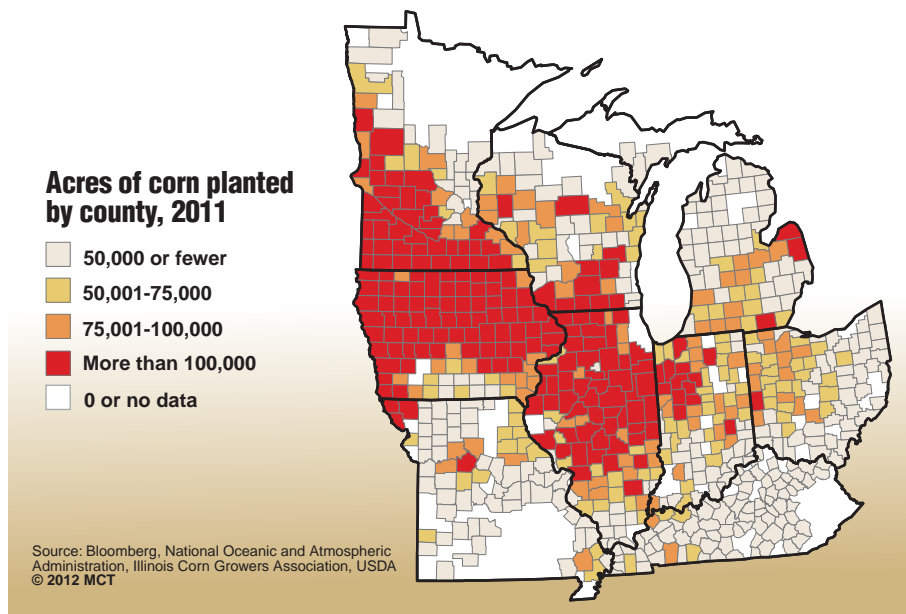 Acres of corn planted
by county, 2011
50,000 or fewer
50,001-75,000
75,001-100,000
More than 100,000
0 or no data
Source: Bloomberg, National Oceanic and Atmospheric
Administration, Illinois Corn Growers Association, USDA
© 2012 MCT